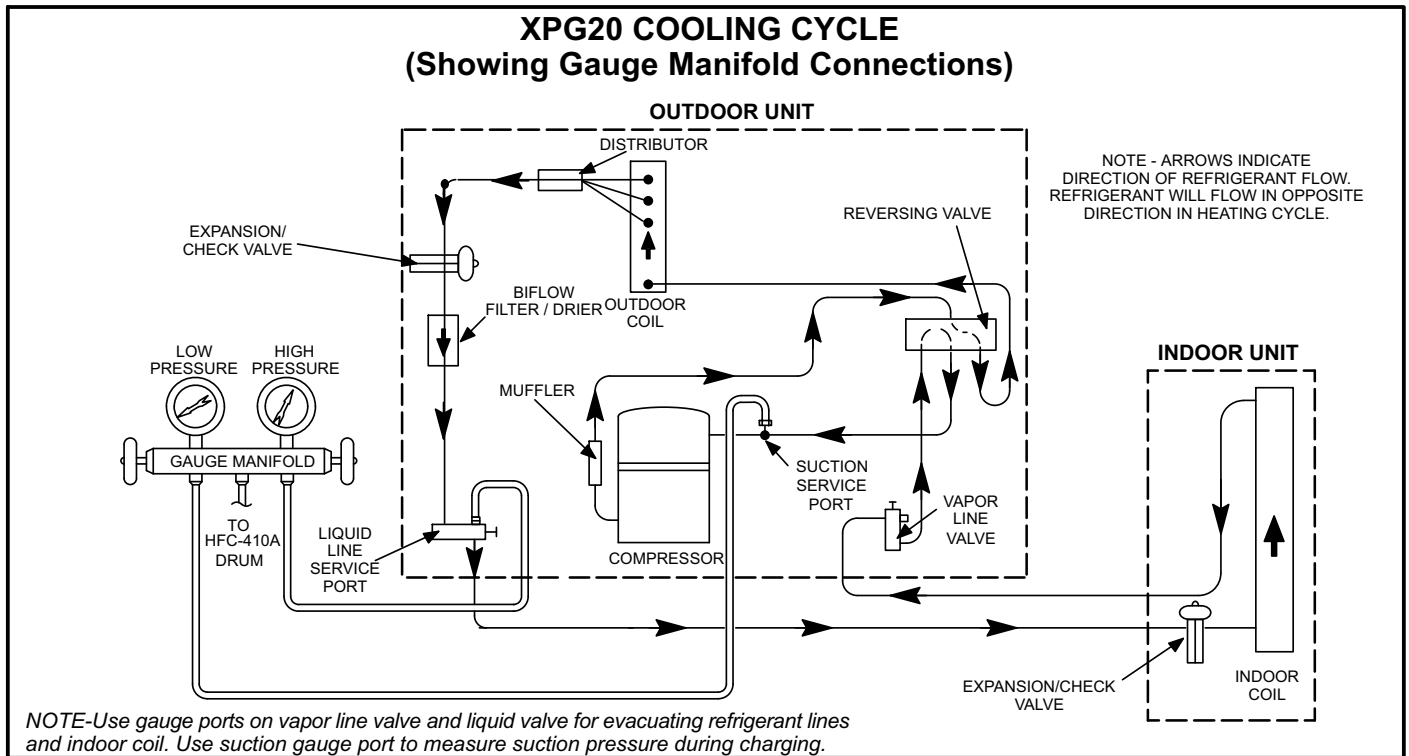 XPG20 COOLING CYCLE
(Showing Gauge Manifold Connections)
OUTDOOR UNIT
DISTRIBUTOR
NOTE - ARROWS INDICATE
DIRECTION OF REFRIGERANT FLOW.
REFRIGERANT WILL FLOW IN OPPOSITE
DIRECTION IN HEATING CYCLE.
REVERSING VALVE
EXPANSION/
CHECK VALVE
BIFLOW
FILTER / DRIER
OUTDOOR
COIL
LOW
PRESSURE
HIGH
PRESSURE
INDOOR UNIT
MUFFLER
GAUGE MANIFOLD
SUCTION
SERVICE
PORT
VAPOR
LINE
VALVE
TO
HFC-410A
DRUM
LIQUID
LINE
SERVICE
PORT
COMPRESSOR
EXPANSION/CHECK
VALVE
INDOOR
COIL
NOTE-Use gauge ports on vapor line valve and liquid valve for evacuating refrigerant lines
and indoor coil. Use suction gauge port to measure suction pressure during charging.